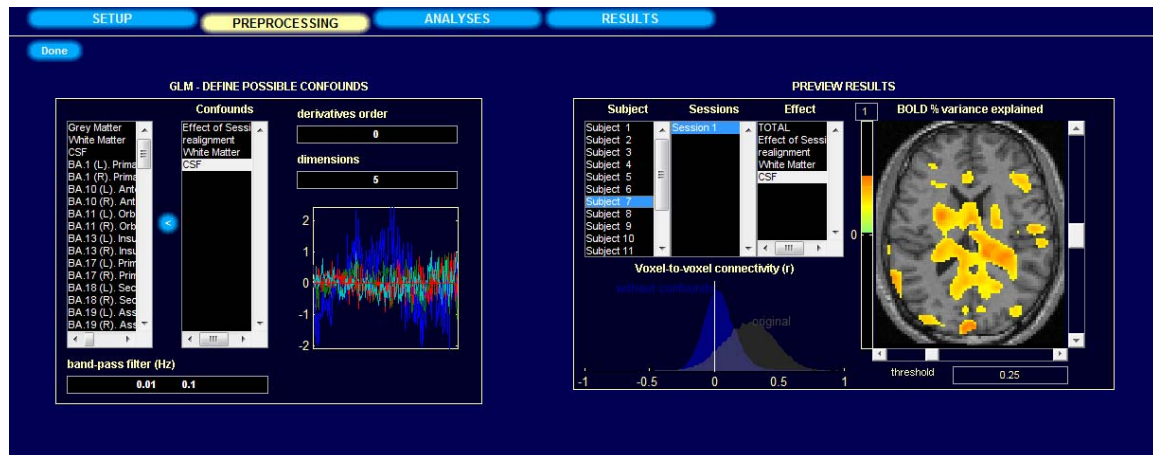 SETUP PREPROCESSING ANALYSES RESULTS
Done
GLM - DEFINE POSSIBLE CONFOUNDS
Confounds
Grey Matter
White Matter
CSF
BA.1 (L). Prima
BA.1 (R). Prima
BA.10 (L). Ante
BA.10 (R). Ante
BA.11 (L). Orb
BA.11 (R). Orb
BA.13 (L). Insu
BA.13 (R). Insu
BA.17 (L). Prim
BA.17 (R). Prim
BA.18 (L). Sec
BA.18 (R). Sec
BA.19 (L). Ass
BA.19 (R). Ass
<
Effect of Sessi
realignment
White Matter
CSF
derivatives order
0
dimensions
5
2
1
0
-1
-2
band-pass filter (Hz)
0.01 0.1
PREVIEW RESULTS
Subject Sessions Effect
Subject 1
Subject 2
Subject 3
Subject 4
Subject 5
Subject 6
Subject 7
Subject 8
Subject 9
Subject 10
Subject 11
Session 1
TOTAL
Effect of Sessi
realignment
White Matter
CSF
Voxel-to-voxel connectivity (r)
without confounds
original
-1 -0.5 0 0.5 1
1
0
BOLD % variance explained
threshold 0.25